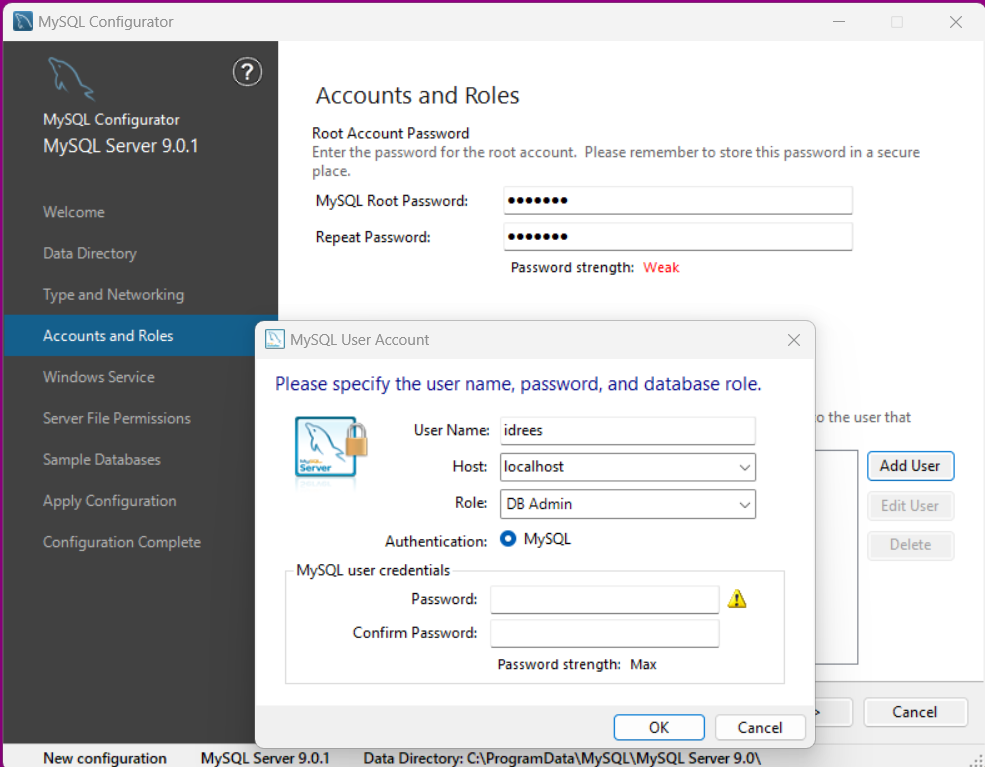 MySQL Configurator
?
MySQL Configurator
MySQL Server 9.0.1
Welcome
Data Directory
Type and Networking
Accounts and Roles
Windows Service
Server File Permissions
Sample Databases
Apply Configuration
Configuration Complete
Accounts and Roles
Root Account Password
Enter the password for the root account. Please remember to store this password in a secure
place.
MySQL Root Password: •••••••
Repeat Password: •••••••
Password strength: Weak
to the user that
Add User
Edit User
Delete
MySQL User Account
Please specify the user name, password, and database role.
MySQL
Server
User Name: idrees
Host: localhost
Role: DB Admin
Authentication: MySQL
MySQL user credentials
Password:
Confirm Password:
Password strength: Max
OK Cancel
> Cancel
New configuration MySQL Server 9.0.1 Data Directory: C:\ProgramData\MySQL\MySQL Server 9.0\